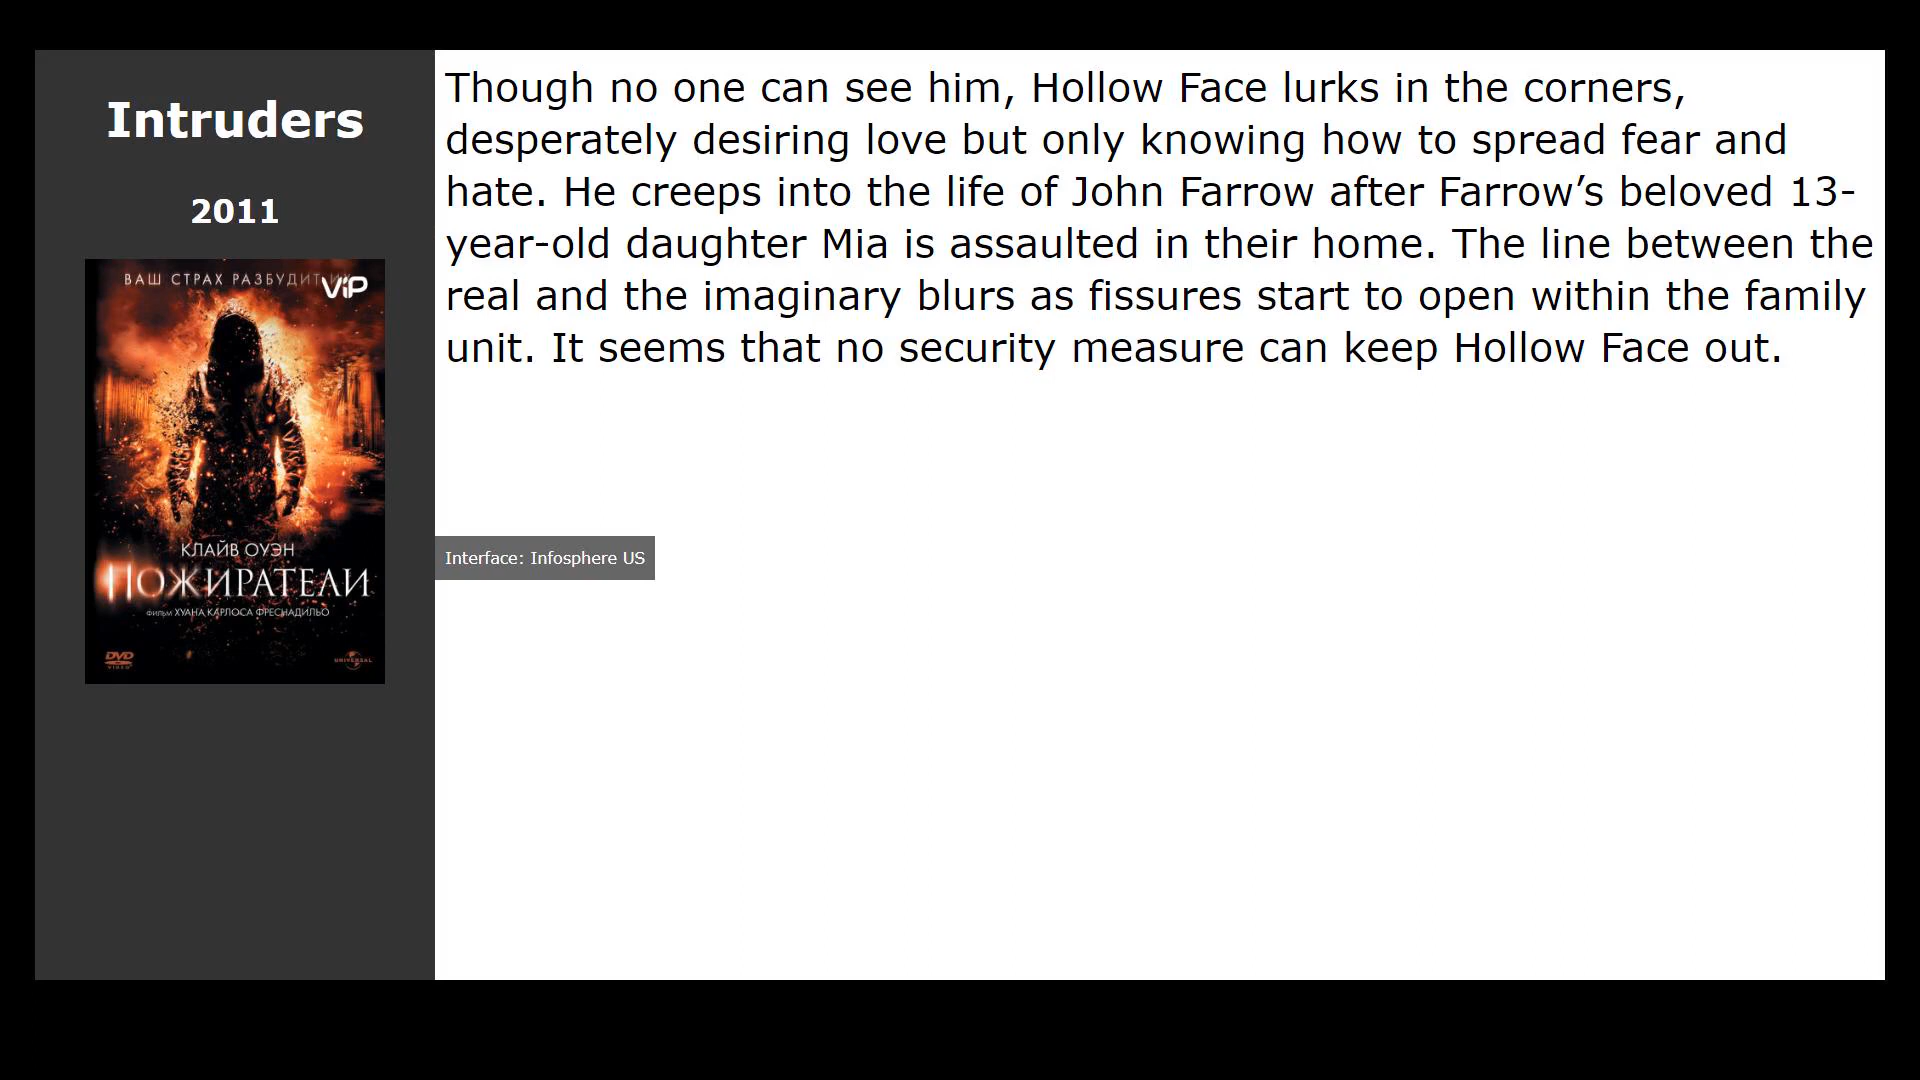 Intruders
2011
ВАШ СТРАХ РАЗБУДИТ
ViP
КЛАЙВ ОУЭН
ПОЖИРАТЕЛИ
ФИЛЬМ ХУАНА КАРЛОСА ФРЕСНАДИЛЬО
DVD
VIDEO
UNIVERSAL
Though no one can see him, Hollow Face lurks in the corners,
desperately desiring love but only knowing how to spread fear and
hate. He creeps into the life of John Farrow after Farrow’s beloved 13-
year-old daughter Mia is assaulted in their home. The line between the
real and the imaginary blurs as fissures start to open within the family
unit. It seems that no security measure can keep Hollow Face out.
Interface: Infosphere US